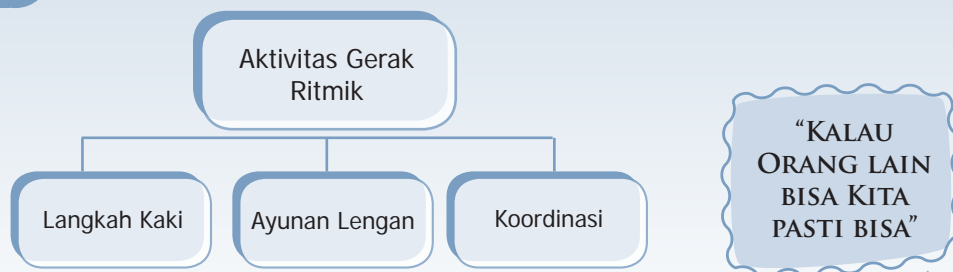 Aktivitas Gerak
Ritmik
Langkah Kaki
Ayunan Lengan
Koordinasi
“KALAU
ORANG LAIN
BISA KITA
PASTI BISA”